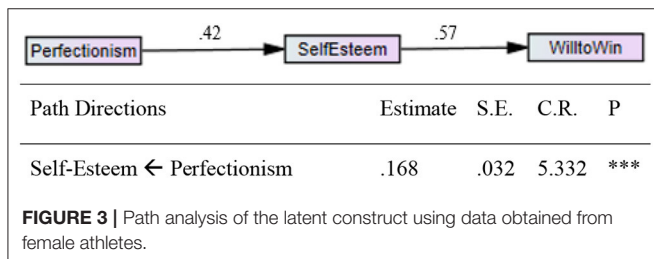 .42 .57
Perfectionism SelfEsteem WilltoWin
Path Directions Estimate S.E. C.R. P
Self-Esteem ← Perfectionism .168 .032 5.332 ***
FIGURE 3 | Path analysis of the latent construct using data obtained from
female athletes.